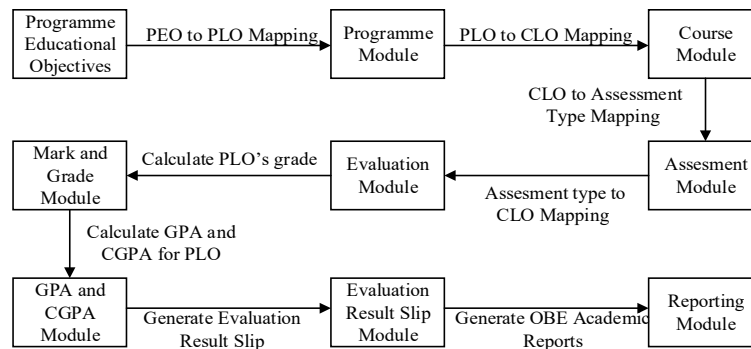 Programme
Educational
Objectives
PEO to PLO Mapping
Programme
Module
PLO to CLO Mapping
Course
Module
CLO to Assessment
Type Mapping
Mark and
Grade
Module
Calculate PLO's grade
Evaluation
Module
Assesment type to
CLO Mapping
Assesment
Module
Calculate GPA and
CGPA for PLO
GPA and
CGPA
Module
Generate Evaluation
Result Slip
Evaluation
Result Slip
Module
Generate OBE Academic
Reports
Reporting
Module